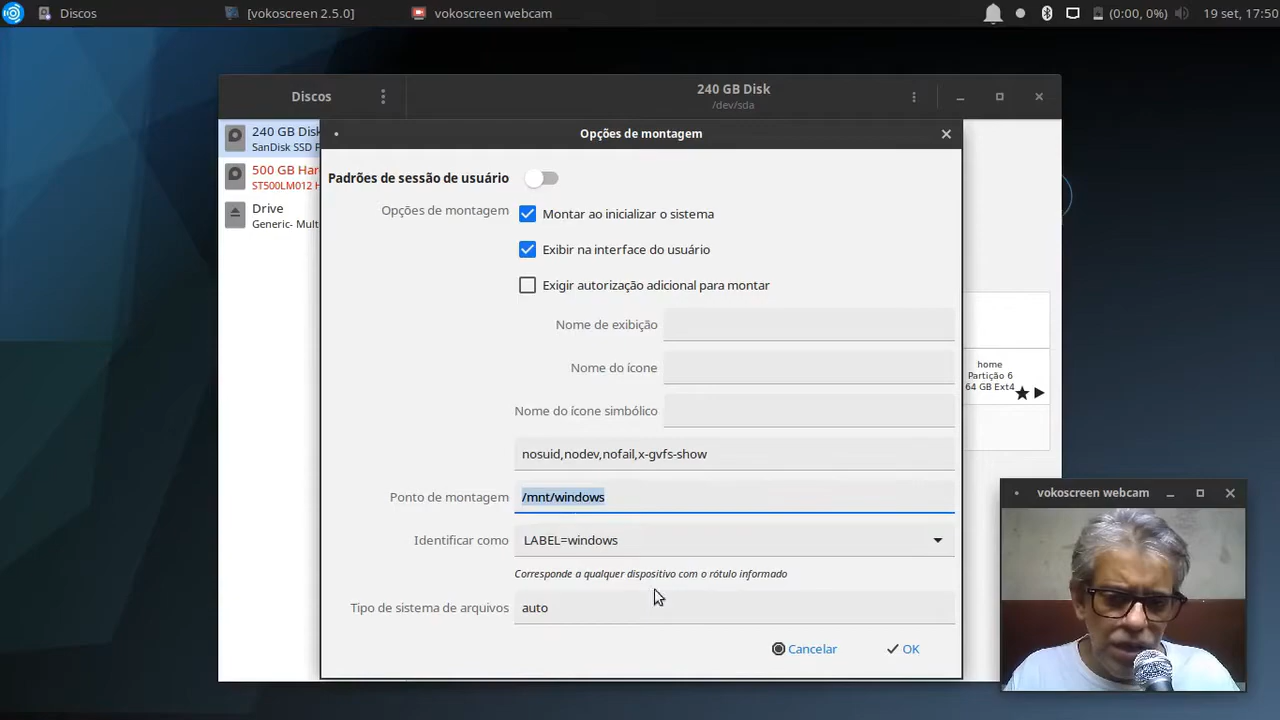 Discos
[vokoscreen 2.5.0]
vokoscreen webcam
(0:00, 0%)
19 set, 17:50
Discos
240 GB Disk
/dev/sda
240 GB Disk
SanDisk SSD P
500 GB Har
ST500LM012 H
Drive
Generic- Mult
Opções de montagem
Padrões de sessão de usuário
Opções de montagem
Montar ao inicializar o sistema
Exibir na interface do usuário
Exigir autorização adicional para montar
Nome de exibição
Nome do ícone
Nome do ícone simbólico
nosuid,nodev,nofail,x-gvfs-show
Ponto de montagem
/mnt/windows
Identificar como
LABEL=windows
Corresponde a qualquer dispositivo com o rótulo informado
Tipo de sistema de arquivos
auto
Cancelar
OK
home
Partição 6
64 GB Ext4
vokoscreen webcam